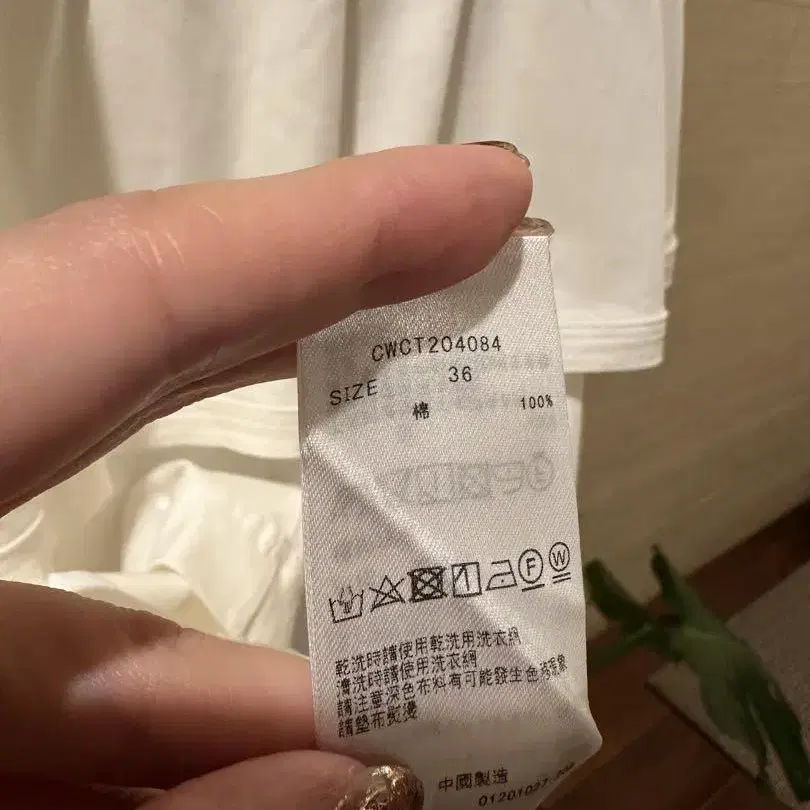 CWCT204084
SIZE 36
棉 100%
F W
乾洗時請使用乾洗用洗衣網
清洗時請使用洗衣網
請注意深色布料有可能發生色移現象
請墊布熨燙
中國製造
01201027